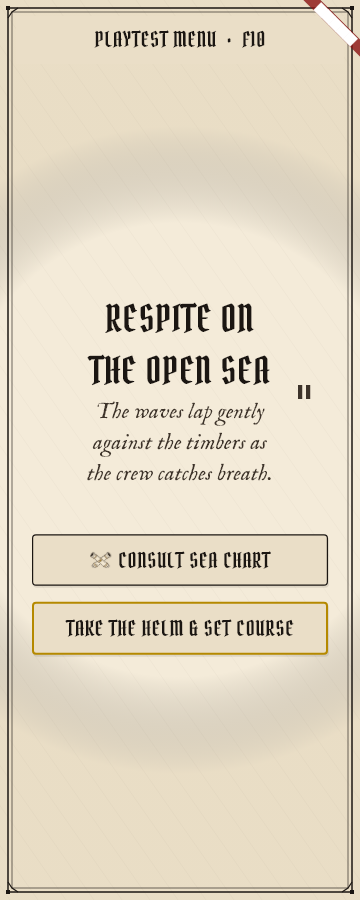 PLAYTEST MENU · F10
RESPITE ON
THE OPEN SEA
The waves lap gently
against the timbers as
the crew catches breath.
CONSULT SEA CHART
TAKE THE HELM & SET COURSE